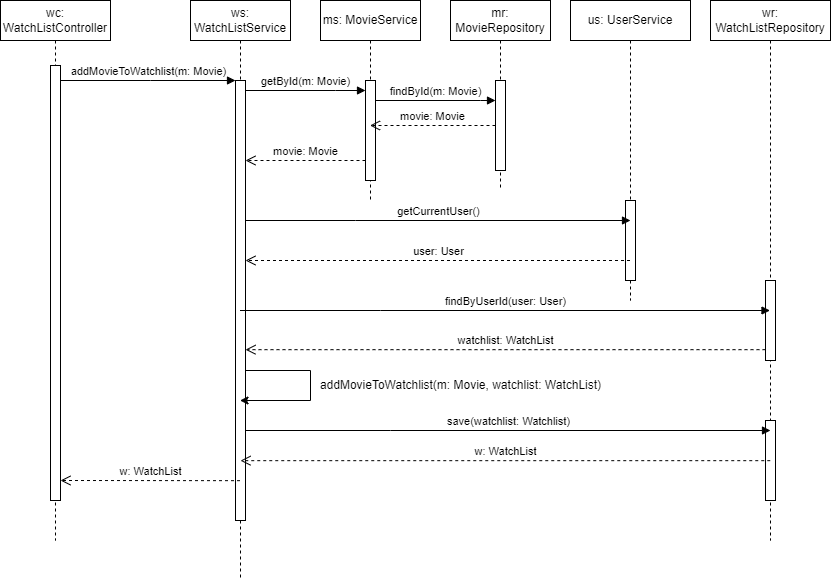 wc:
WatchListController
ws:
WatchListService
ms: MovieService
mr:
MovieRepository
us: UserService
wr:
WatchListRepository
addMovieToWatchlist(m: Movie)
getById(m: Movie)
findById(m: Movie)
movie: Movie
movie: Movie
getCurrentUser()
user: User
findByUserId(user: User)
watchlist: WatchList
addMovieToWatchlist(m: Movie, watchlist: WatchList)
save(watchlist: Watchlist)
w: WatchList
w: WatchList